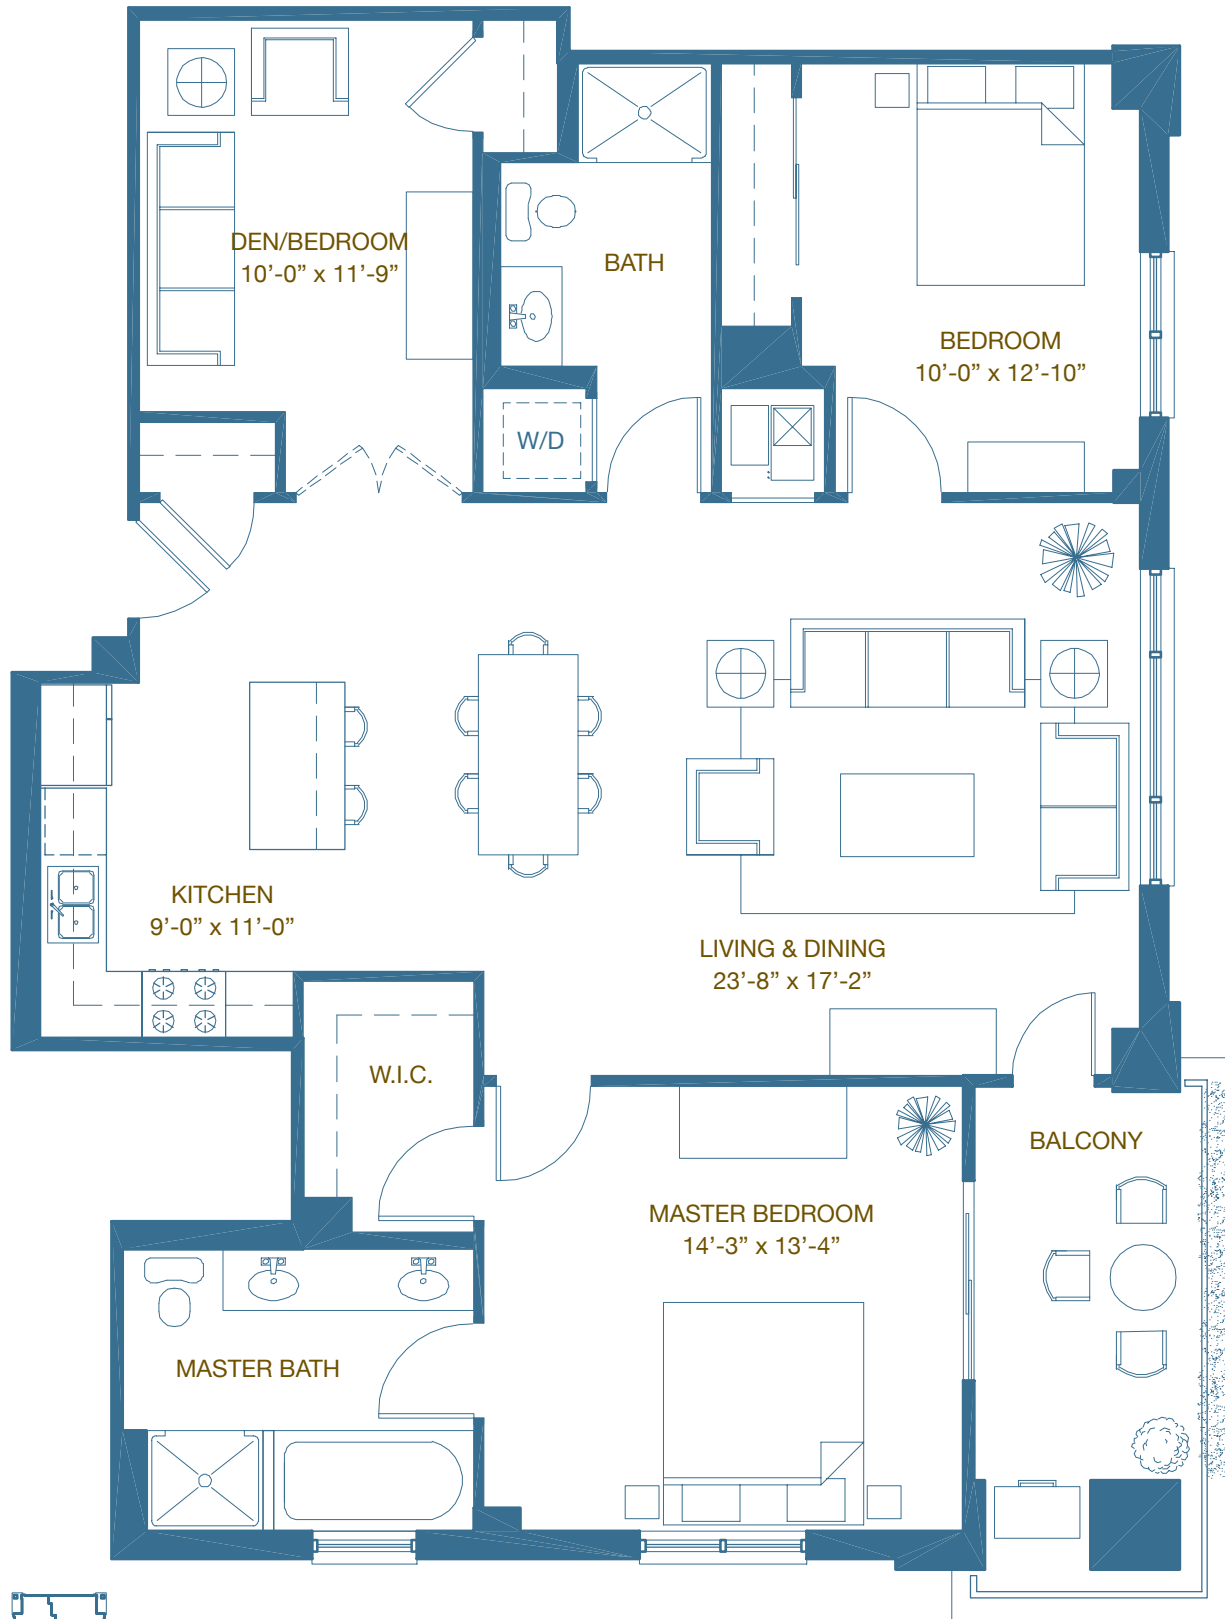 DEN/BEDROOM
10’-0” x 11’-9”
BATH
BEDROOM
10’-0” x 12’-10”
W/D
KITCHEN
9’-0” x 11’-0”
LIVING & DINING
23’-8” x 17’-2”
W.I.C.
BALCONY
MASTER BEDROOM
14’-3” x 13’-4”
MASTER BATH